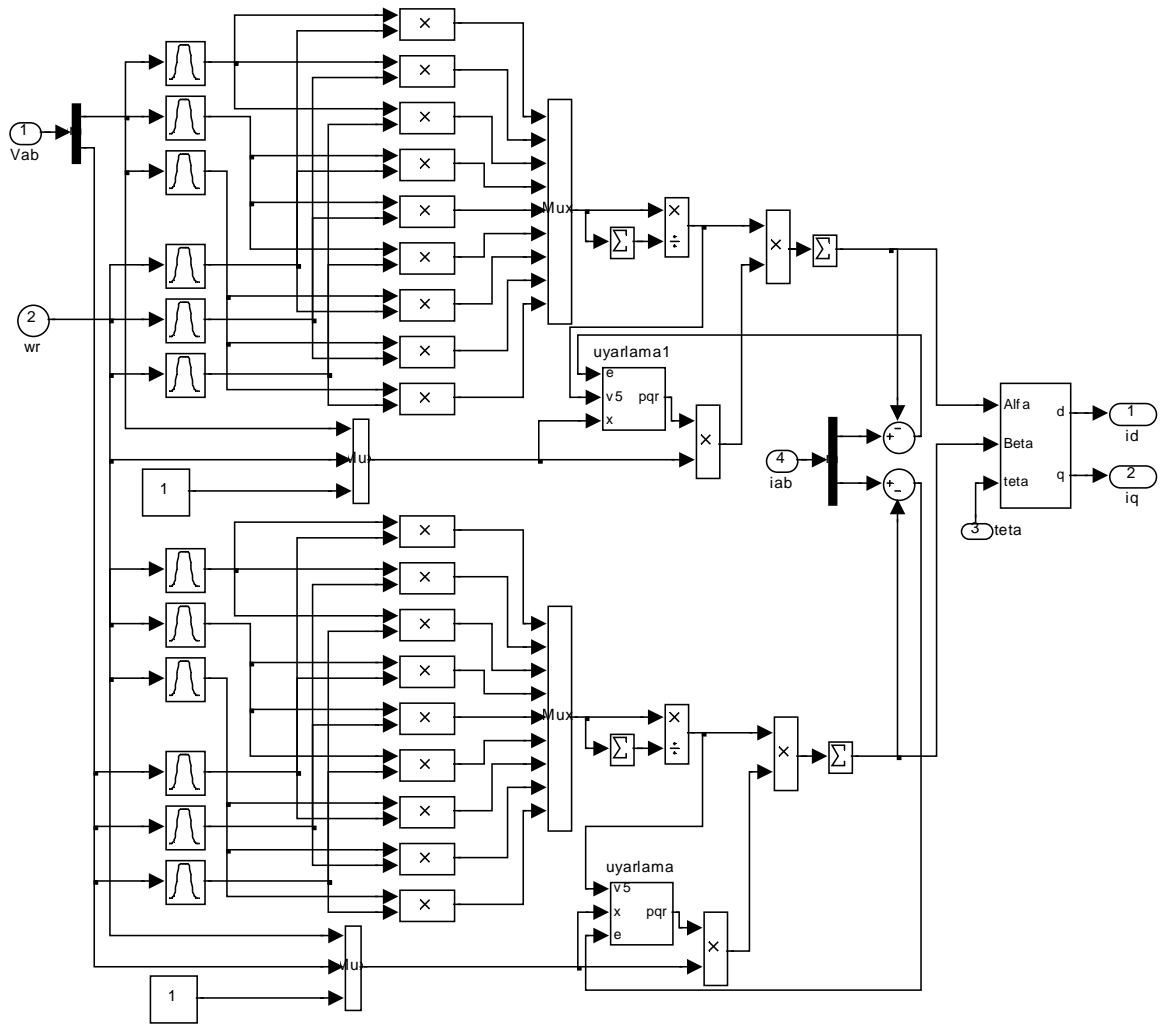 ×
×
×
1
Vab
×
×
Mux
×
÷
Σ
×
Σ
×
×
2
wr
×
uyarlama1
e
v5
x
pqr
×
×
Mux
1
×
4
iab
+
−
+
−
Alfa
Beta
teta
d
q
1
id
2
iq
3
teta
×
×
×
×
×
×
×
×
×
Mux
×
÷
Σ
×
Σ
uyarlama
v5
x
e
pqr
×
Mux
1